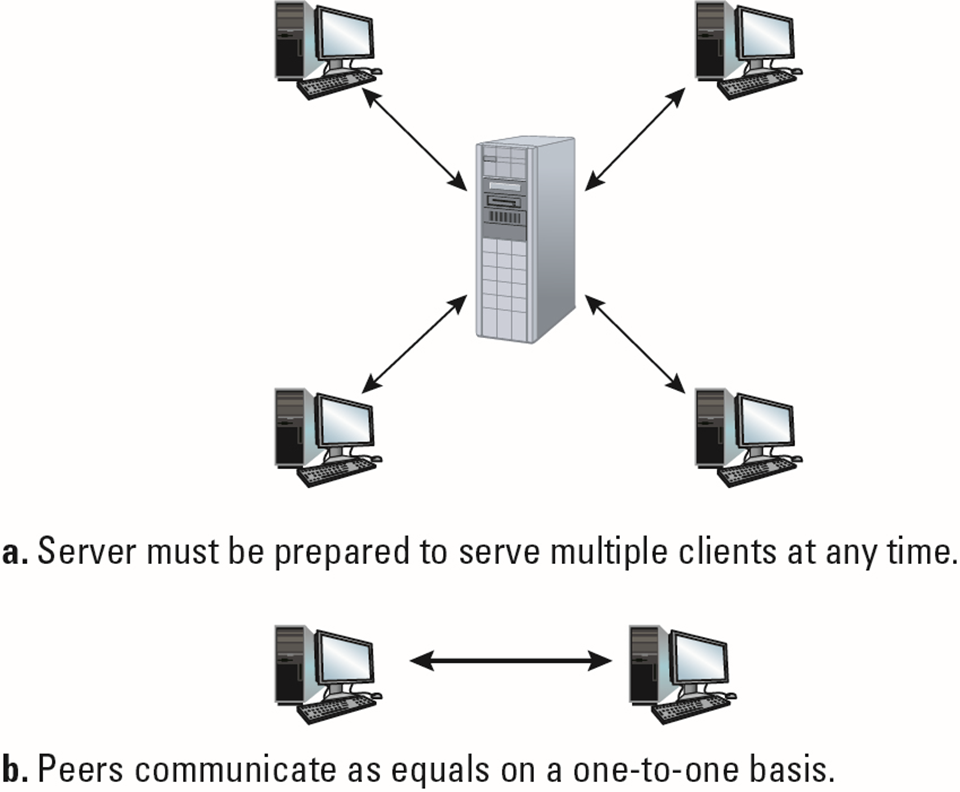 a. Server must be prepared to serve multiple clients at any time.
b. Peers communicate as equals on a one-to-one basis.